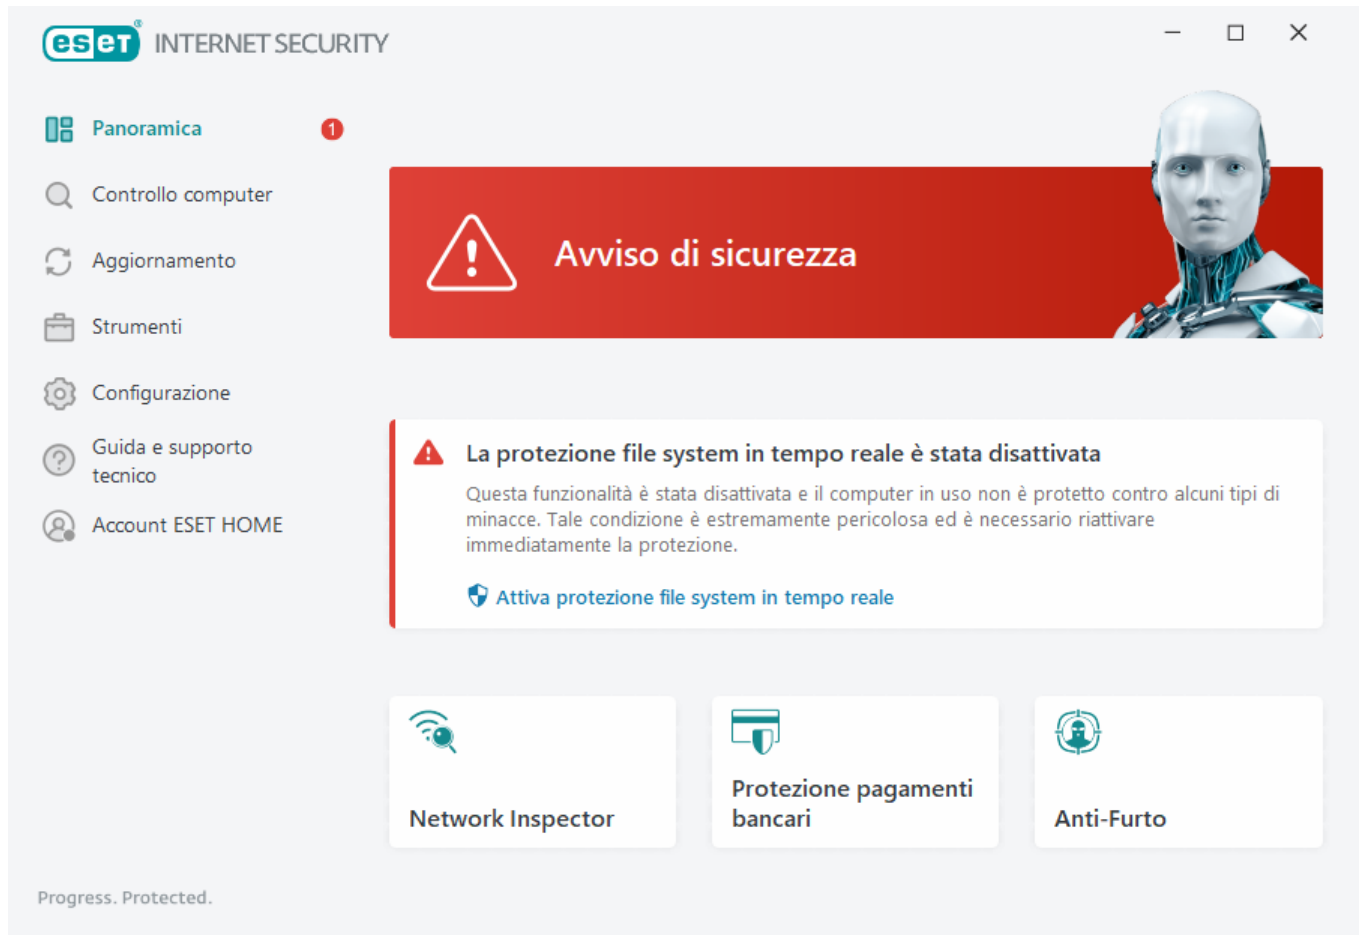 eset® INTERNET SECURITY
Panoramica
1
Controllo computer
Aggiornamento
Strumenti
Configurazione
Guida e supporto
tecnico
Account ESET HOME
Avviso di sicurezza
La protezione file system in tempo reale è stata disattivata
Questa funzionalità è stata disattivata e il computer in uso non è protetto contro alcuni tipi di
minacce. Tale condizione è estremamente pericolosa ed è necessario riattivare
immediatamente la protezione.
Attiva protezione file system in tempo reale
Network Inspector
Protezione pagamenti
bancari
Anti-Furto
Progress. Protected.